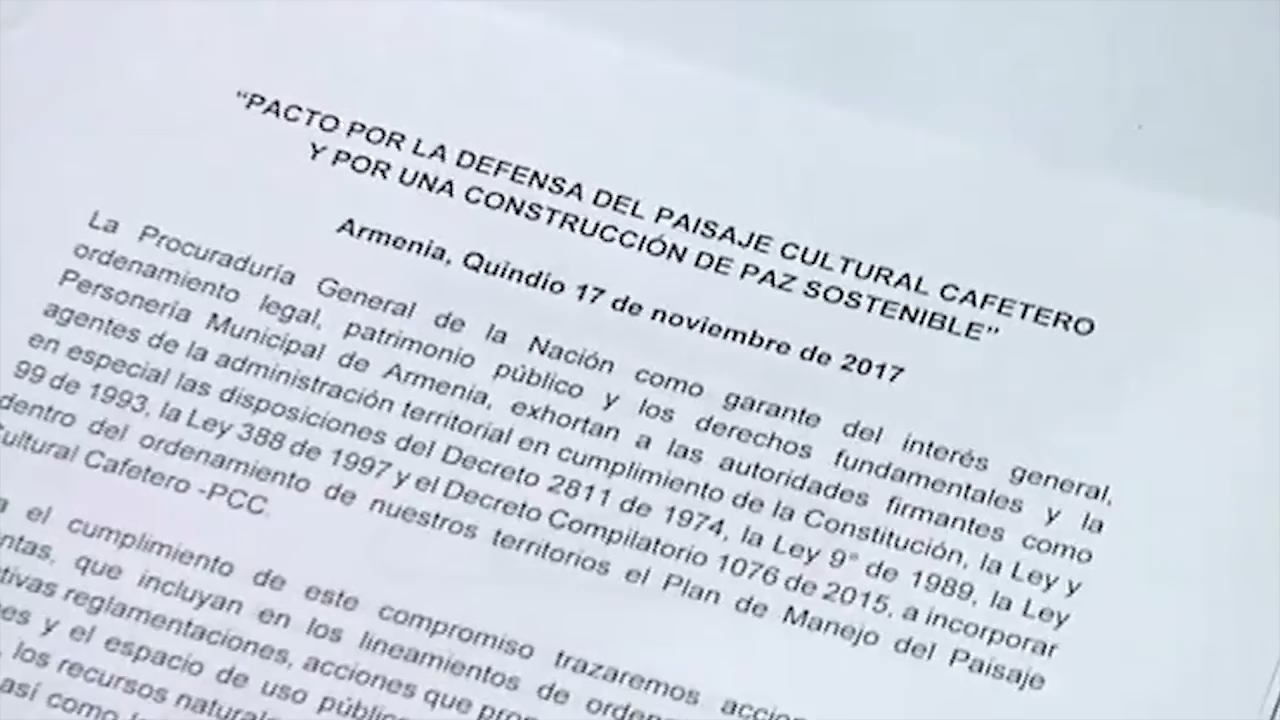 “PACTO POR LA DEFENSA DEL PAISAJE CULTURAL CAFETERO
Y POR UNA CONSTRUCCIÓN DE PAZ SOSTENIBLE”
Armenia, Quindio 17 de noviembre de 2017
La Procuraduría General de la Nación como garante del interés general,
ordenamiento legal, patrimonio público y los derechos fundamentales y la
Personería Municipal de Armenia, exhortan a las autoridades firmantes como
agentes de la administración territorial en cumplimiento de la Constitución, la Ley y
en especial las disposiciones del Decreto 2811 de 1974, la Ley 9° de 1989, la Ley
99 de 1993, la Ley 388 de 1997 y el Decreto Compilatorio 1076 de 2015, a incorporar
dentro del ordenamiento de nuestros territorios el Plan de Manejo del Paisaje
Cultural Cafetero -PCC.
el cumplimiento de este compromiso trazaremos
que incluyan en los lineamientos de
reglamentaciones, acciones que
y el espacio de uso
los recursos
así como